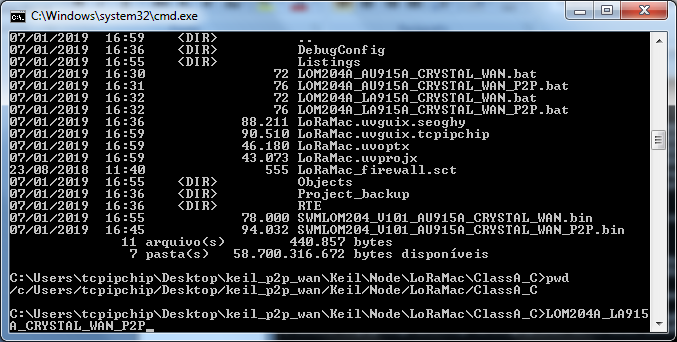 C:\Windows\system32\cmd.exe
07/01/2019  16:59    <DIR>          ..
07/01/2019  16:36    <DIR>          DebugConfig
07/01/2019  16:55    <DIR>          Listings
07/01/2019  16:30                72 LOM204A_AU915A_CRYSTAL_WAN.bat
07/01/2019  16:31                76 LOM204A_AU915A_CRYSTAL_WAN_P2P.bat
07/01/2019  16:32                72 LOM204A_LA915A_CRYSTAL_WAN.bat
07/01/2019  16:32                76 LOM204A_LA915A_CRYSTAL_WAN_P2P.bat
07/01/2019  16:36            88.211 LoRaMac.uvguix.seoghy
07/01/2019  16:59            90.510 LoRaMac.uvguix.tcpipchip
07/01/2019  16:59            46.180 LoRaMac.uvoptx
07/01/2019  16:59            43.073 LoRaMac.uvprojx
23/08/2018  11:40               555 LoRaMac_firewall.sct
07/01/2019  16:55    <DIR>          Objects
07/01/2019  16:36    <DIR>          Project_backup
07/01/2019  16:36    <DIR>          RTE
07/01/2019  16:55            78.000 SWMLOM204_V101_AU915A_CRYSTAL_WAN.bin
07/01/2019  16:45            94.032 SWMLOM204_V101_AU915A_CRYSTAL_WAN_P2P.bin
11 arquivo(s)        440.857 bytes
7 pasta(s)   58.700.316.672 bytes disponíveis
C:\Users\tcpipchip\Desktop\keil_p2p_wan\Keil\Node\LoRaMac\ClassA_C>pwd
/c/Users/tcpipchip/Desktop/keil_p2p_wan/Keil/Node/LoRaMac/ClassA_C
C:\Users\tcpipchip\Desktop\keil_p2p_wan\Keil\Node\LoRaMac\ClassA_C>LOM204A_LA915
A_CRYSTAL_WAN_P2P